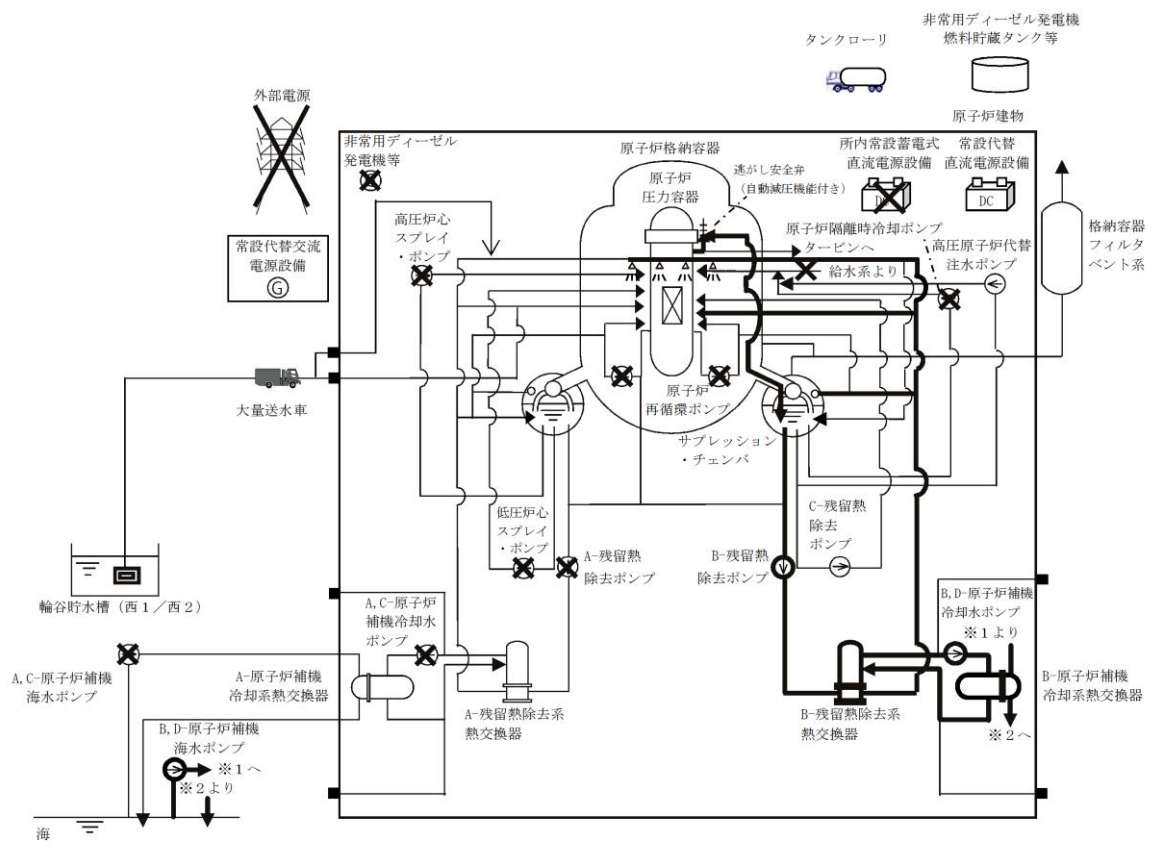 非常用ディーゼル発電機
燃料貯蔵タンク等
タンクローリ
外部電源
原子炉建物
非常用ディーゼル
発電機等
原子炉格納容器
所内常設蓄電式
直流電源設備
常設代替
直流電源設備
逃がし安全弁
（自動減圧機能付き）
原子炉
圧力容器
DC
高圧炉心
スプレイ
・ポンプ
原子炉隔離時冷却ポンプ
タービンへ
高圧原子炉代替
注水ポンプ
格納容器
フィルタ
ベント系
常設代替交流
電源設備
G
給水系より
大量送水車
原子炉
再循環ポンプ
サプレッション
・チェンバ
低圧炉心
スプレイ
・ポンプ
C-残留熱
除去
ポンプ
A-残留熱
除去ポンプ
B-残留熱
除去ポンプ
輪谷貯水槽（西１／西２）
A,C-原子炉
補機冷却水
ポンプ
B,D-原子炉補機
冷却水ポンプ
※１より
A,C-原子炉補機
海水ポンプ
A-原子炉補機
冷却系熱交換器
B-原子炉補機
冷却系熱交換器
A-残留熱除去系
熱交換器
B-残留熱除去系
熱交換器
※２へ
B,D-原子炉補機
海水ポンプ
※１へ
※２より
海